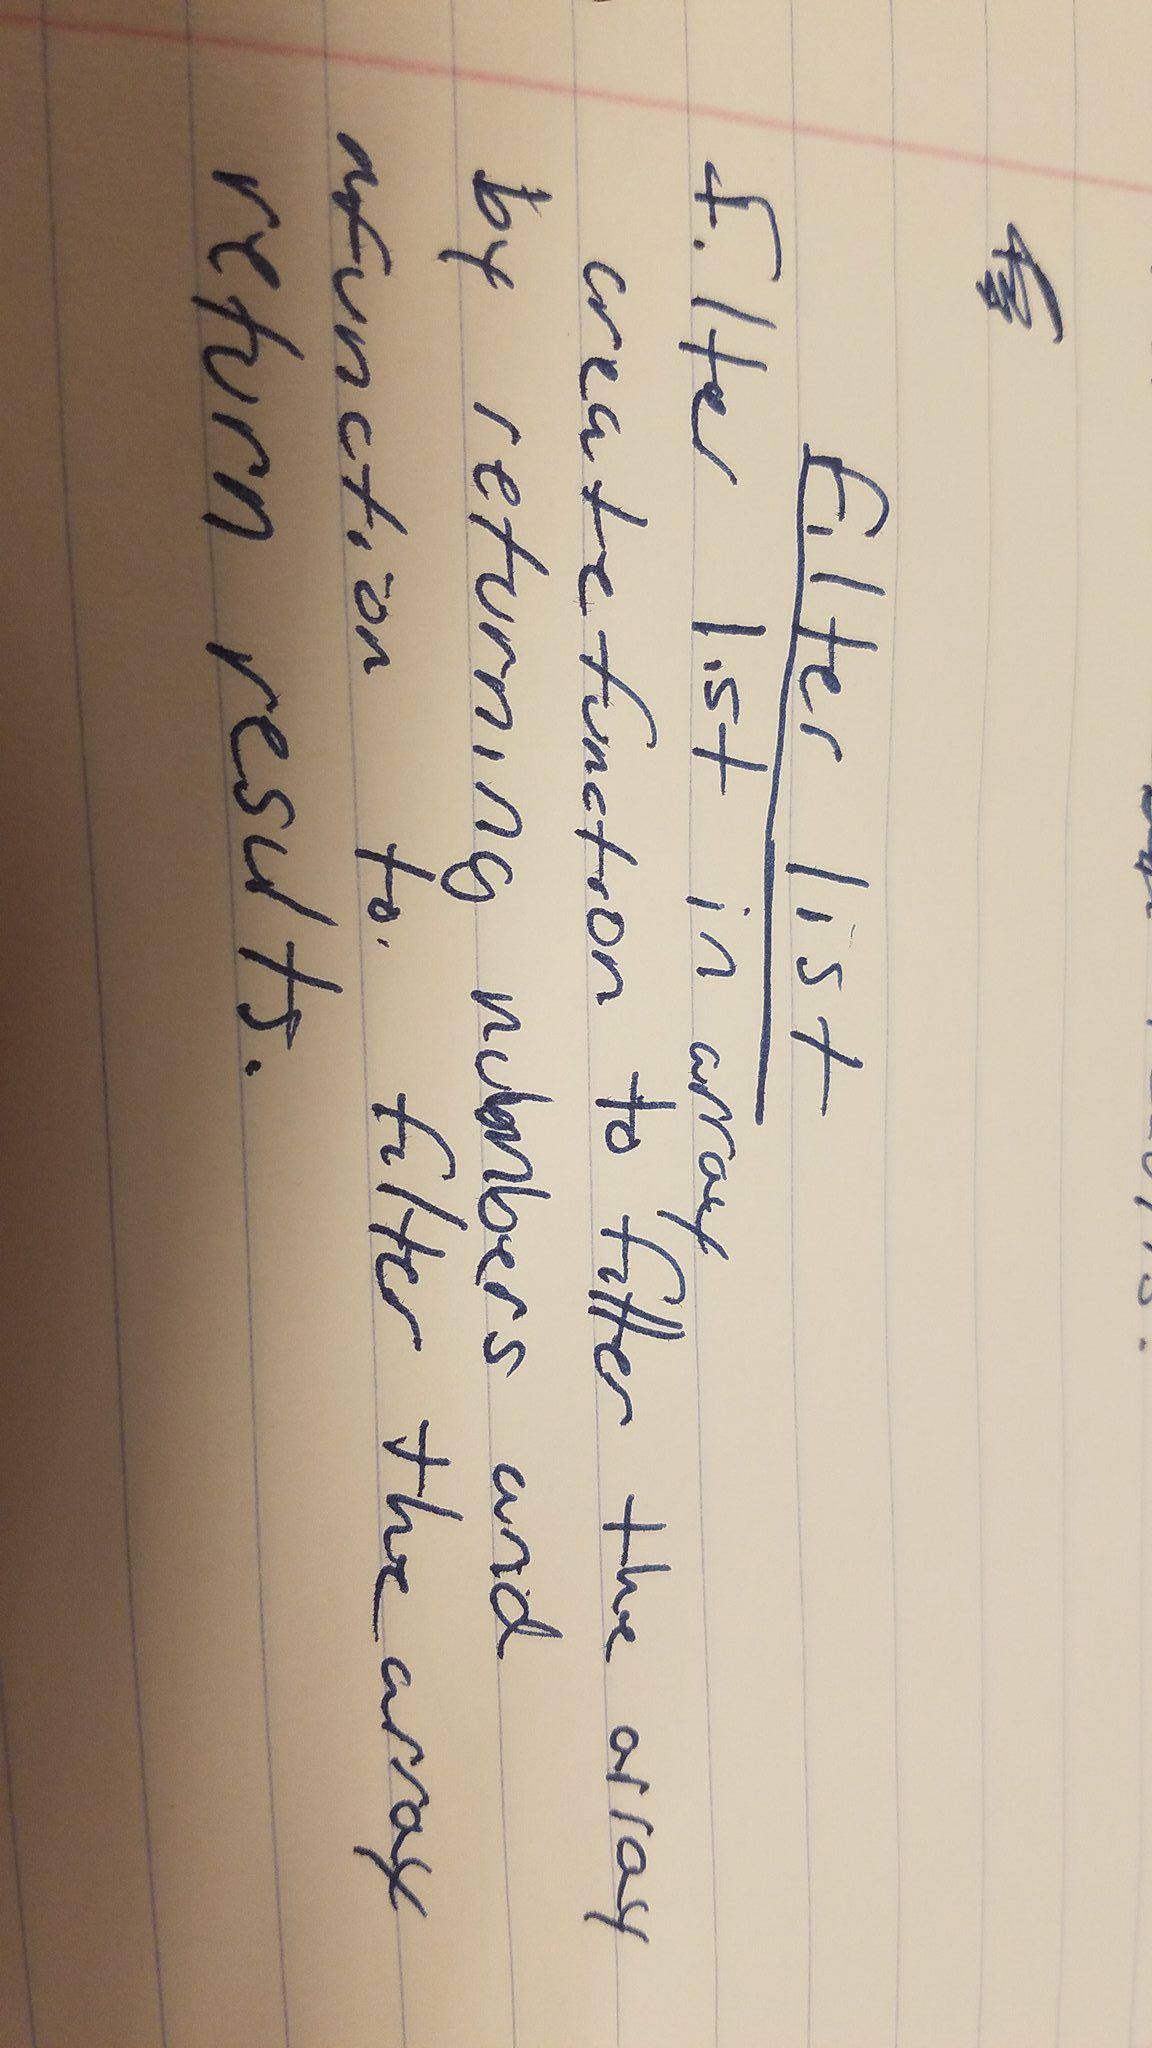 Filter list
filter list in array
create function to filter the array
by returning numbers and
function to. filter the array
return results.